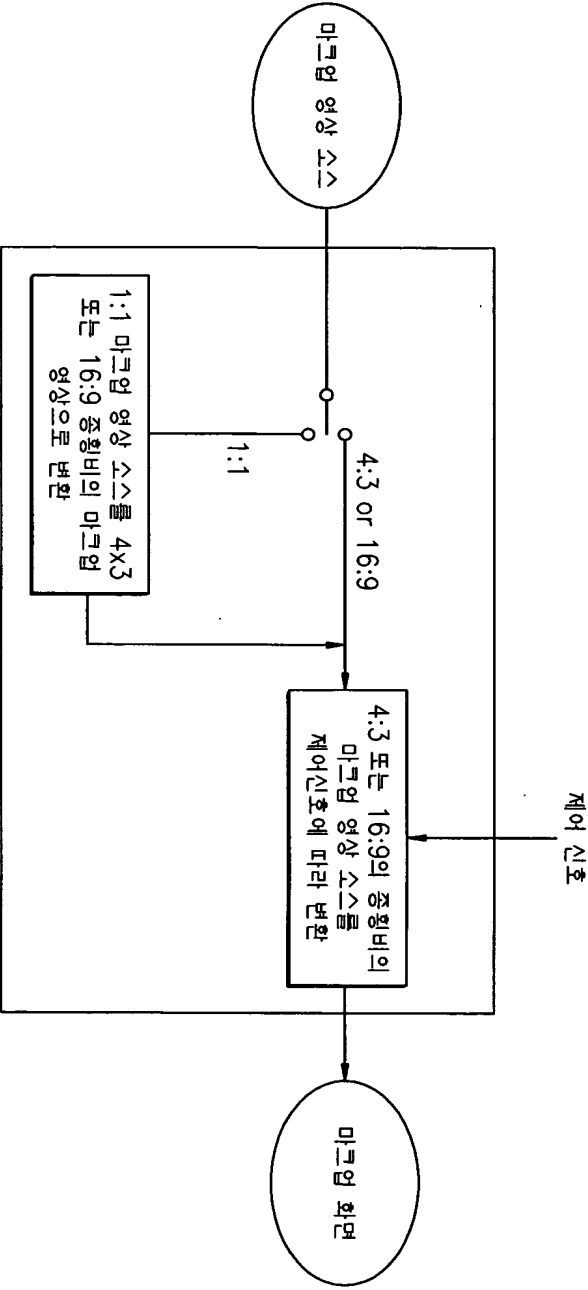 제어 신호
마크업 영상 소스
4:3 or 16:9
1:1
4:3 또는 16:9의 종횡비의
마크업 영상 소스를
제어신호에 따라 변환
마크업 화면
1:1 마크업 영상 소스를 4x3
또는 16:9 종횡비의 마크업
영상으로 변환